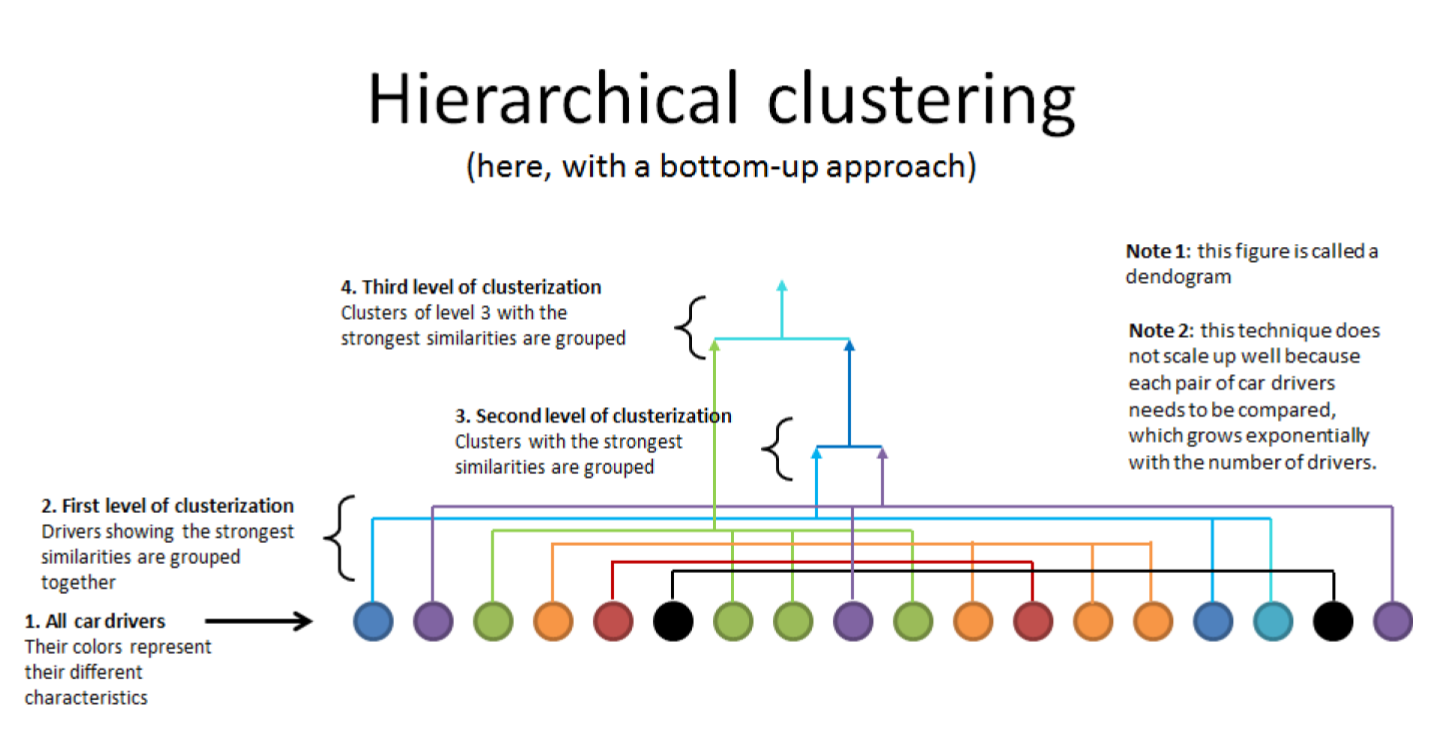 Hierarchical clustering
(here, with a bottom-up approach)
Note 1: this figure is called a
dendogram
Note 2: this technique does
not scale up well because
each pair of car drivers
needs to be compared,
which grows exponentially
with the number of drivers.
4. Third level of clusterization
Clusters of level 3 with the
strongest similarities are grouped
3. Second level of clusterization
Clusters with the strongest
similarities are grouped
2. First level of clusterization
Drivers showing the strongest
similarities are grouped
together
1. All car drivers
Their colors represent
their different
characteristics